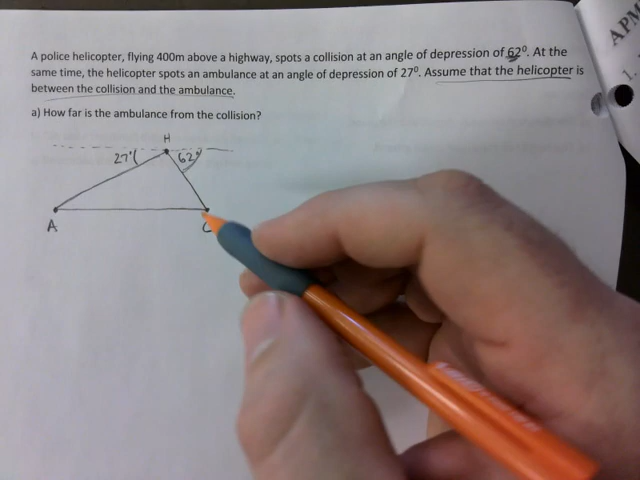 A police helicopter, flying 400m above a highway, spots a collision at an angle of depression of 62⁰. At the
same time, the helicopter spots an ambulance at an angle of depression of 27⁰. Assume that the helicopter is
between the collision and the ambulance.
a) How far is the ambulance from the collision?
H
27° 62°
A C
APM
1.